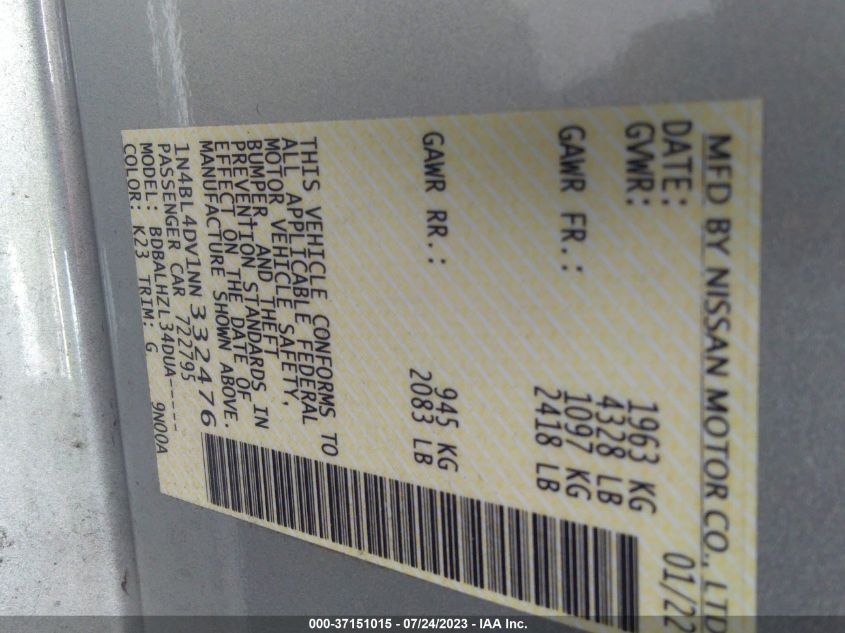 MFD BY NISSAN MOTOR CO., LTD
DATE: 01/22
GVWR: 1963 KG
4328 LB
GAWR FR.: 1097 KG
2418 LB
GAWR RR.: 945 KG
2083 LB
THIS VEHICLE CONFORMS TO
ALL APPLICABLE FEDERAL
MOTOR VEHICLE SAFETY,
BUMPER, AND THEFT
PREVENTION STANDARDS IN
EFFECT ON THE DATE OF
MANUFACTURE SHOWN ABOVE.
1N4BL4DV1NN332476
PASSENGER CAR 722795
MODEL: BDBALHZL34DUA-----
COLOR: K23 TRIM: G 9N00A
000-37151015 / 07/24/2023 - IAA Inc.